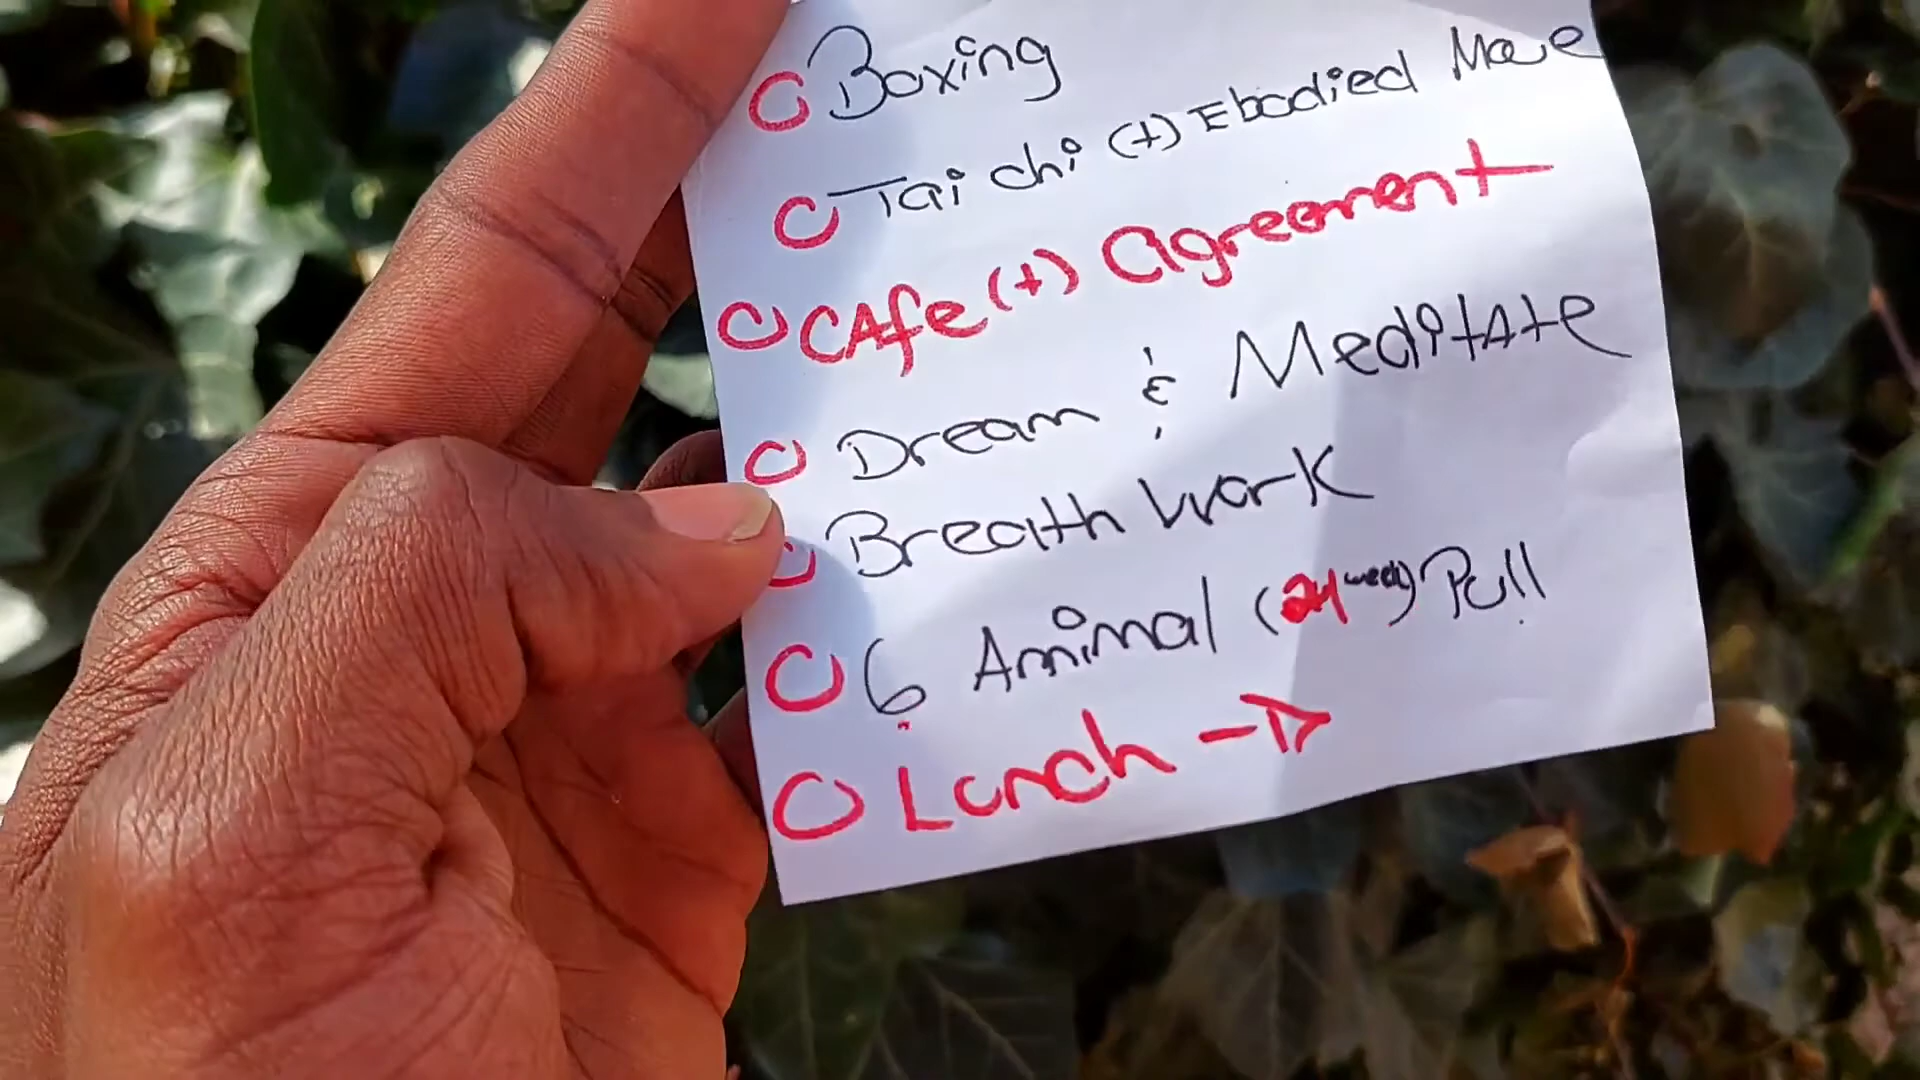 Boxing
Tai chi (+) Ebodied Move
CAfe (+) agreement
Dream & MeditAte
Breath Work
6 Animal (24 week) Pull
Lunch →